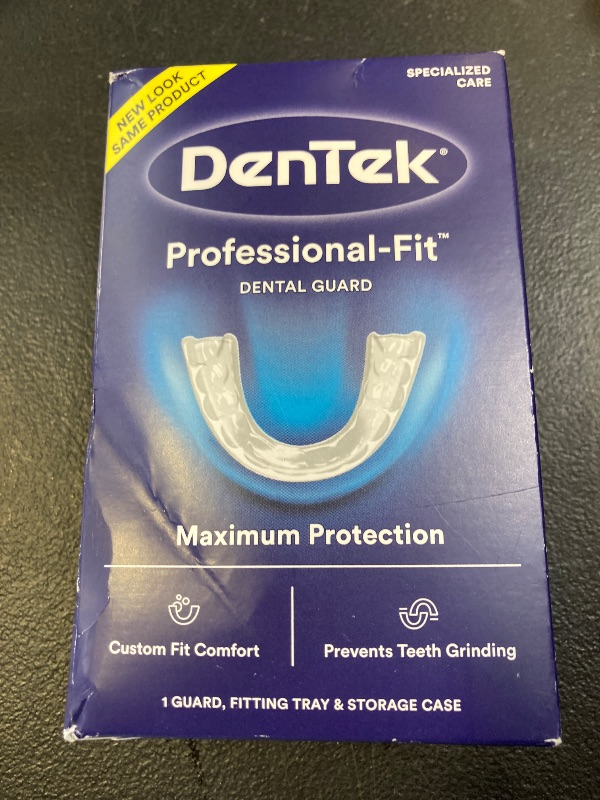 NEW LOOK
SAME PRODUCT
SPECIALIZED
CARE
DenTek®
Professional-Fit™
DENTAL GUARD
Maximum Protection
Custom Fit Comfort
Prevents Teeth Grinding
1 GUARD, FITTING TRAY & STORAGE CASE